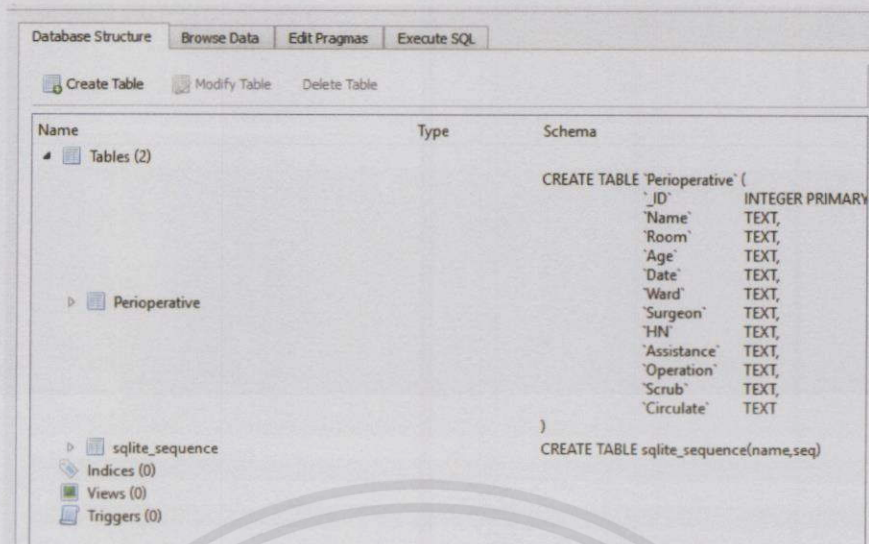 Database Structure Browse Data Edit Pragmas Execute SQL
Create Table Modify Table Delete Table
Name Type Schema
Tables (2)
CREATE TABLE `Perioperative` (
`_ID` INTEGER PRIMARY
`Name` TEXT,
`Room` TEXT,
`Age` TEXT,
`Date` TEXT,
`Ward` TEXT,
Perioperative
`Surgeon` TEXT,
`HN` TEXT,
`Assistance` TEXT,
`Operation` TEXT,
`Scrub` TEXT,
`Circulate` TEXT
)
sqlite_sequence CREATE TABLE sqlite_sequence(name,seq)
Indices (0)
Views (0)
Triggers (0)